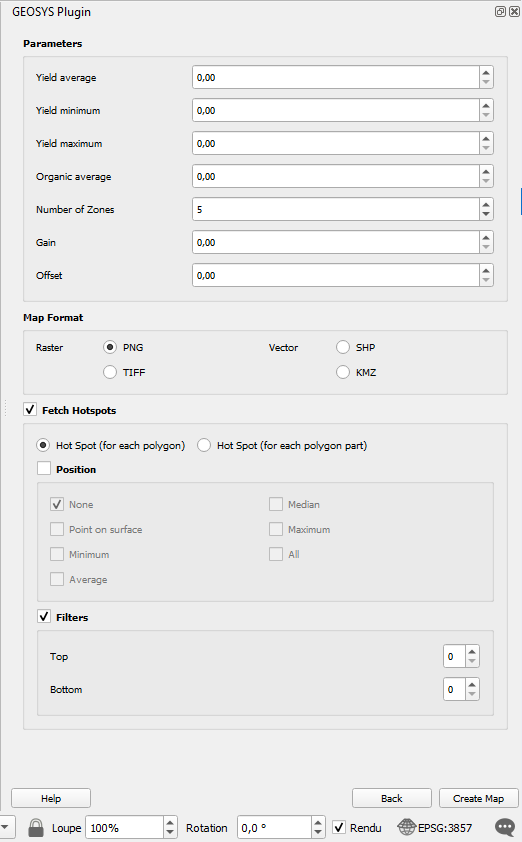 GEOSYS Plugin
Parameters
Yield average 0,00
Yield minimum 0,00
Yield maximum 0,00
Organic average 0,00
Number of Zones 5
Gain 0,00
Offset 0,00
Map Format
Raster PNG Vector SHP
TIFF KMZ
Fetch Hotspots
Hot Spot (for each polygon) Hot Spot (for each polygon part)
Position
None Median
Point on surface Maximum
Minimum All
Average
Filters
Top 0
Bottom 0
Help Back Create Map
Loupe 100% Rotation 0,0 ° Rendu EPSG:3857